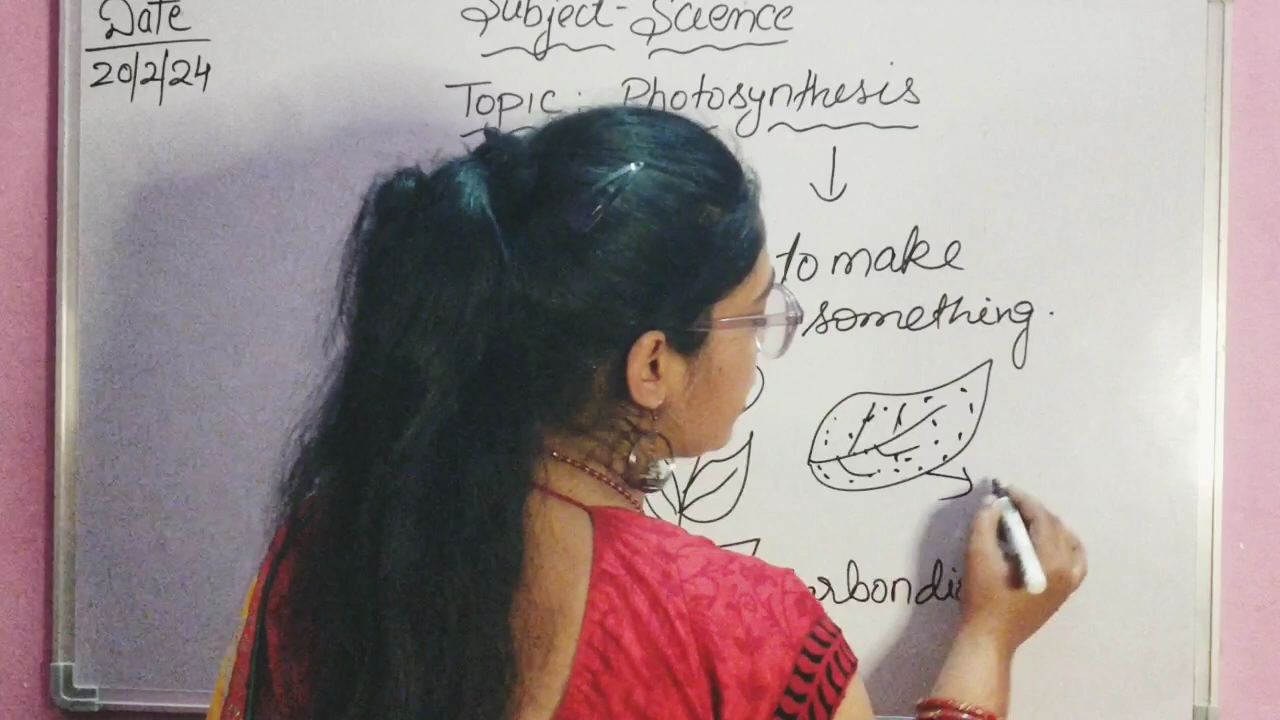 Date
20/2/24
Subject - Science
Topic : Photosynthesis
to make
something.